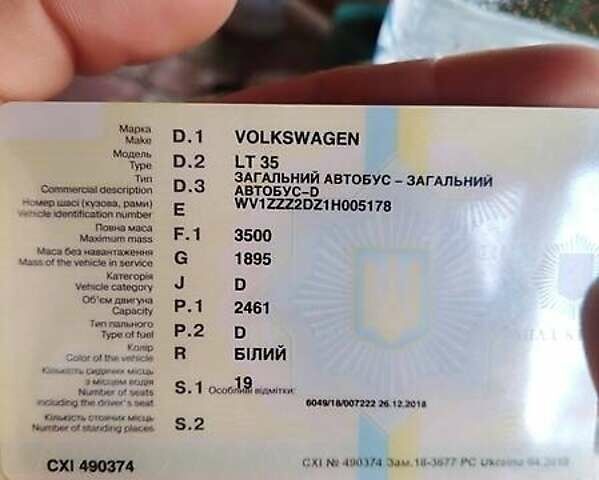 Марка
Make D.1 VOLKSWAGEN
Модель
Type D.2 LT 35
Тип
Commercial description D.3 ЗАГАЛЬНИЙ АВТОБУС – ЗАГАЛЬНИЙ
АВТОБУС-D
Номер шасі (кузова, рами)
Vehicle identification number E WV1ZZZ2DZ1H005178
Повна маса
Maximum mass F.1 3500
Маса без навантаження
Mass of the vehicle in service G 1895
Категорія
Vehicle category J D
Об'єм двигуна
Capacity P.1 2461
Тип пального
Type of fuel P.2 D
Колір
Color of the vehicle R БІЛИЙ
Кількість сидячих місць
з місцем водія
Number of seats
including the driver's seat S.1 19
Особливі відмітки:
6049/18/007222 26.12.2018
Кількість стоячих місць
Number of standing places S.2
СХІ 490374
СХІ № 490374 Зам.18-3677 РС Ukraine 04.2018